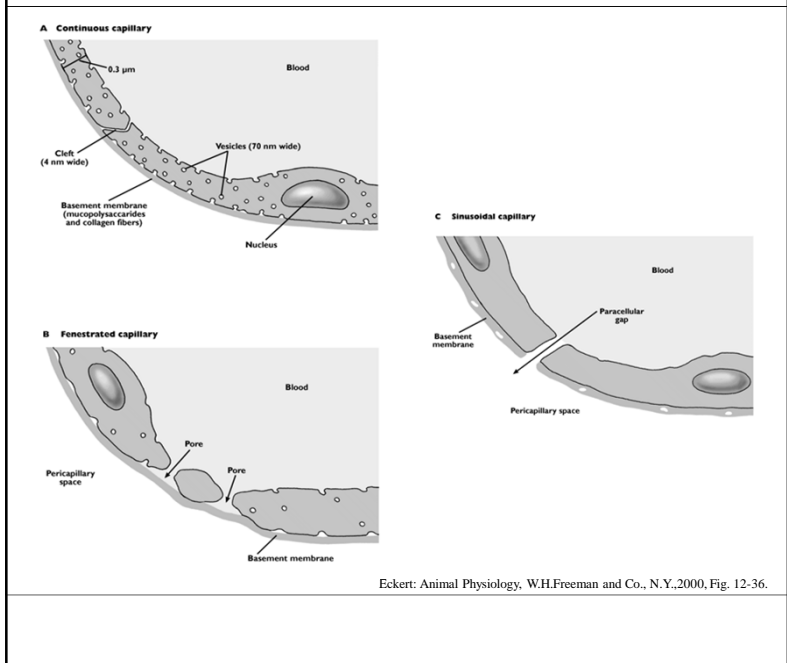 A Continuous capillary
0.3 µm
Blood
Cleft
(4 nm wide)
Vesicles (70 nm wide)
Basement membrane
(mucopolysaccarides
and collagen fibers)
Nucleus
B Fenestrated capillary
Blood
Pore
Pore
Pericapillary
space
Basement membrane
C Sinusoidal capillary
Blood
Paracellular
gap
Basement
membrane
Pericapillary space
Eckert: Animal Physiology, W.H.Freeman and Co., N.Y.,2000, Fig. 12-36.